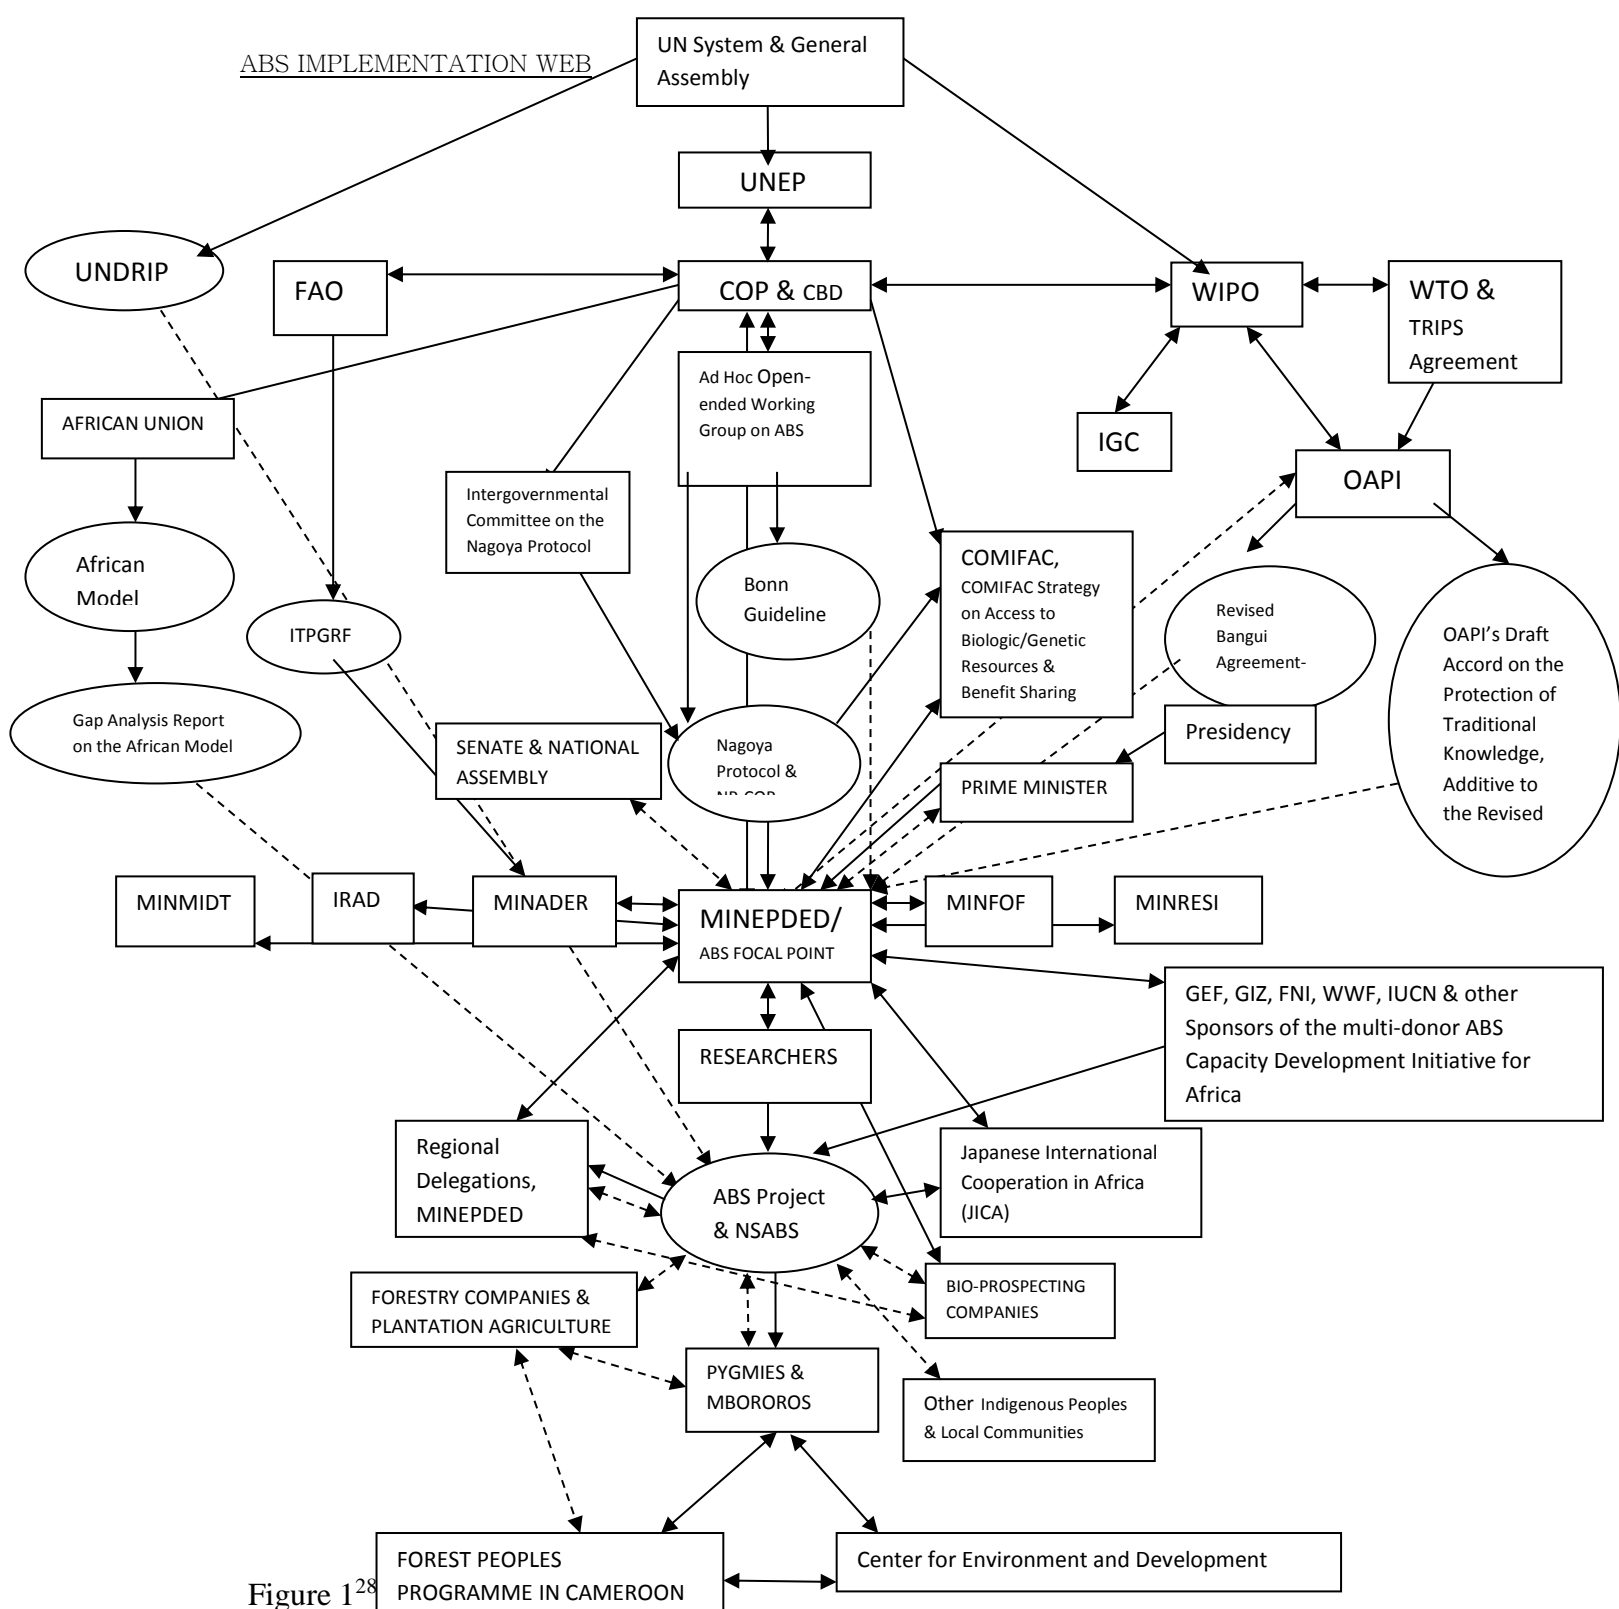 ABS IMPLEMENTATION WEB
UN System & General
Assembly
UNEP
UNDRIP
FAO
COP & CBD
WIPO
WTO &
TRIPS
Agreement
AFRICAN UNION
Ad Hoc Open-
ended Working
Group on ABS
IGC
OAPI
Intergovernmental
Committee on the
Nagoya Protocol
African
Model
ITPGRF
Bonn
Guideline
COMIFAC,
COMIFAC Strategy
on Access to
Biologic/Genetic
Resources &
Benefit Sharing
Revised
Bangui
Agreement-
OAPI’s Draft
Accord on the
Protection of
Traditional
Knowledge,
Additive to
the Revised
Gap Analysis Report
on the African Model
SENATE & NATIONAL
ASSEMBLY
Nagoya
Protocol &
NP-COP
Presidency
PRIME MINISTER
MINMIDT
IRAD
MINADER
MINEPDED/
ABS FOCAL POINT
MINFOF
MINRESI
GEF, GIZ, FNI, WWF, IUCN & other
Sponsors of the multi-donor ABS
Capacity Development Initiative for
Africa
RESEARCHERS
Regional
Delegations,
MINEPDED
ABS Project
& NSABS
Japanese International
Cooperation in Africa
(JICA)
FORESTRY COMPANIES &
PLANTATION AGRICULTURE
BIO-PROSPECTING
COMPANIES
PYGMIES &
MBOROROS
Other Indigenous Peoples
& Local Communities
FOREST PEOPLES
PROGRAMME IN CAMEROON
Center for Environment and Development
Figure 1²⁸